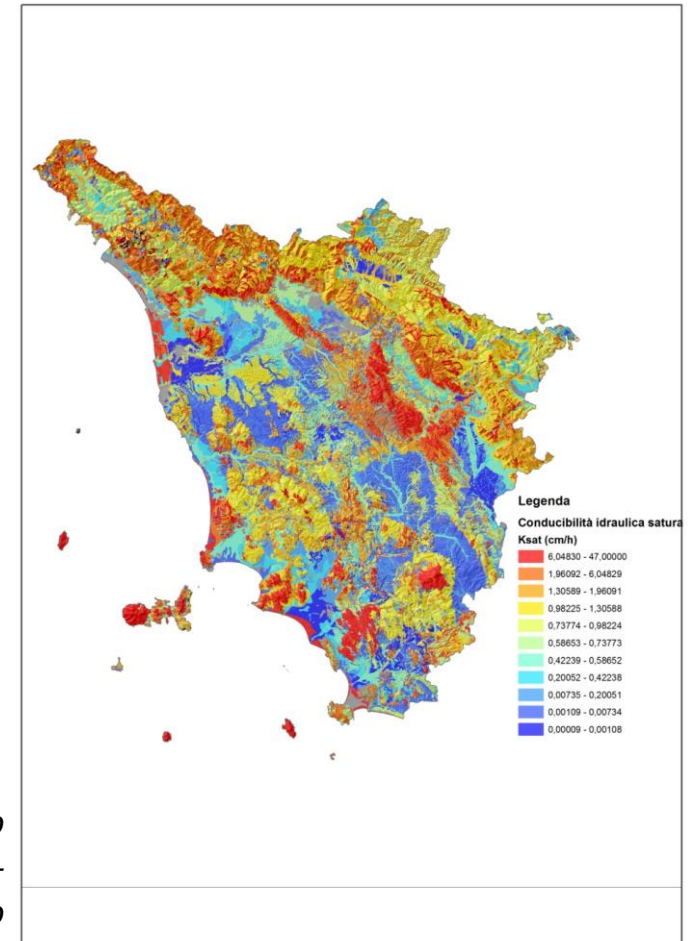 Legenda
Conducibilità idraulica satura
Ksat (cm/h)
6,04830 - 47,00000
1,96092 - 6,04829
1,30589 - 1,96091
0,98225 - 1,30588
0,73774 - 0,98224
0,58653 - 0,73773
0,42239 - 0,58652
0,20052 - 0,42238
0,00735 - 0,20051
0,00109 - 0,00734
0,00009 - 0,00108